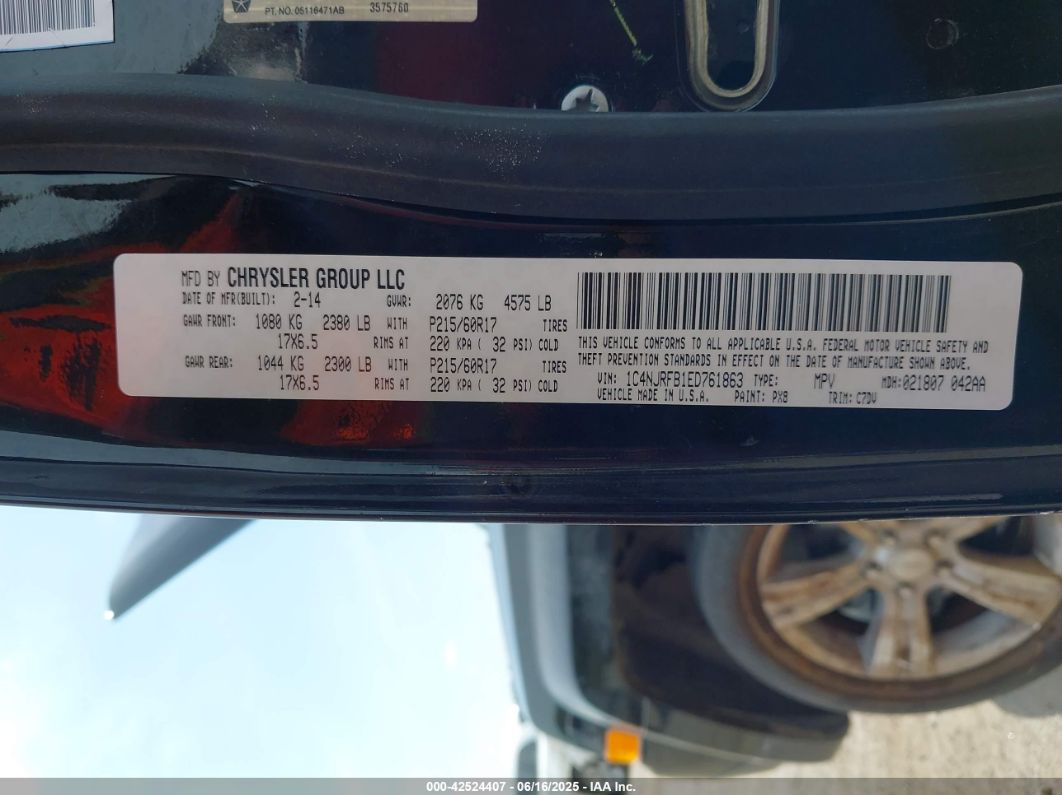 PT. NO. 05116471AB 3575760
MFD BY CHRYSLER GROUP LLC
DATE OF MFR(BUILT): 2-14 GVWR: 2076 KG 4575 LB
GAWR FRONT: 1080 KG 2380 LB WITH P215/60R17 TIRES
17X6.5 RIMS AT 220 KPA ( 32 PSI) COLD
GAWR REAR: 1044 KG 2300 LB WITH P215/60R17 TIRES
17X6.5 RIMS AT 220 KPA ( 32 PSI) COLD
THIS VEHICLE CONFORMS TO ALL APPLICABLE U.S.A. FEDERAL MOTOR VEHICLE SAFETY AND
THEFT PREVENTION STANDARDS IN EFFECT ON THE DATE OF MANUFACTURE SHOWN ABOVE.
VIN: 1C4NJRFB1ED761863 TYPE: MPV MDH:021807 042AA
VEHICLE MADE IN U.S.A. PAINT: PX8 TRIM: C7DV
000-42524407 - 06/16/2025 - IAA Inc.